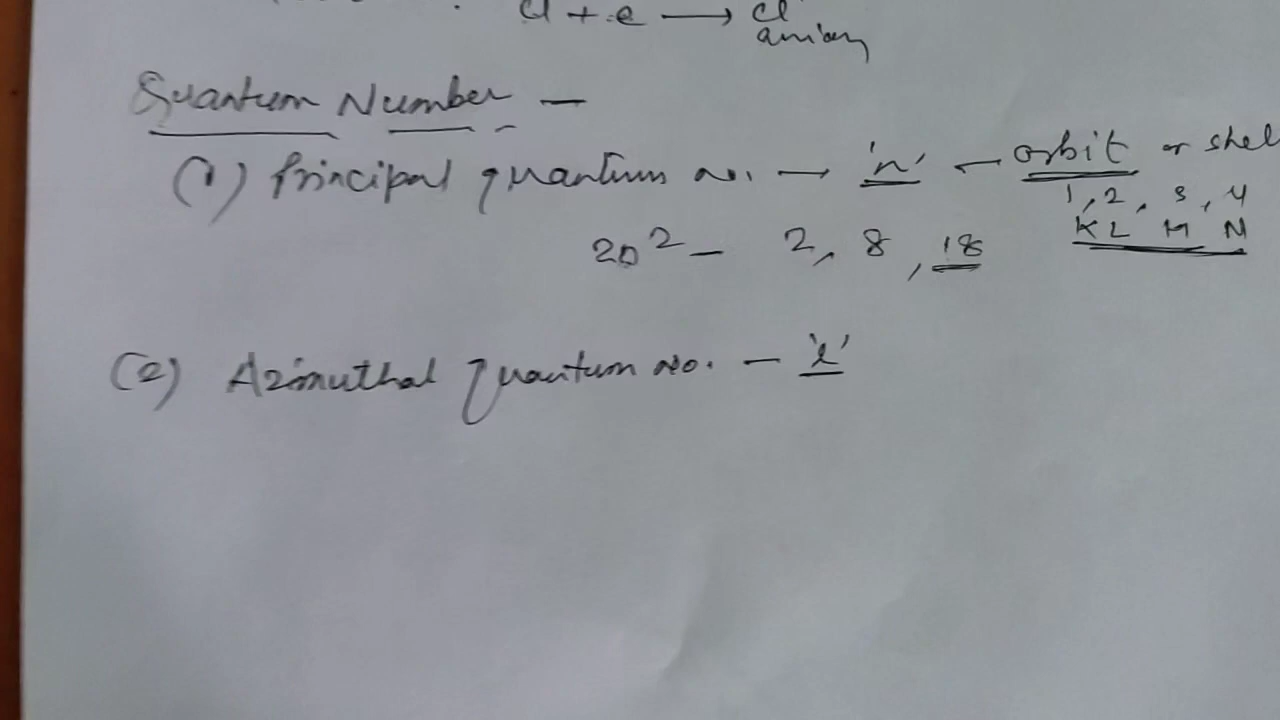 Cl + e ⟶ Cl
anion
Quantum Number –
(1) Principal quantum no. → 'n' – orbit or shel
1, 2, 3, 4
K L M N
2n² – 2, 8, 18
(2) Azimuthal quantum no. – 'l'